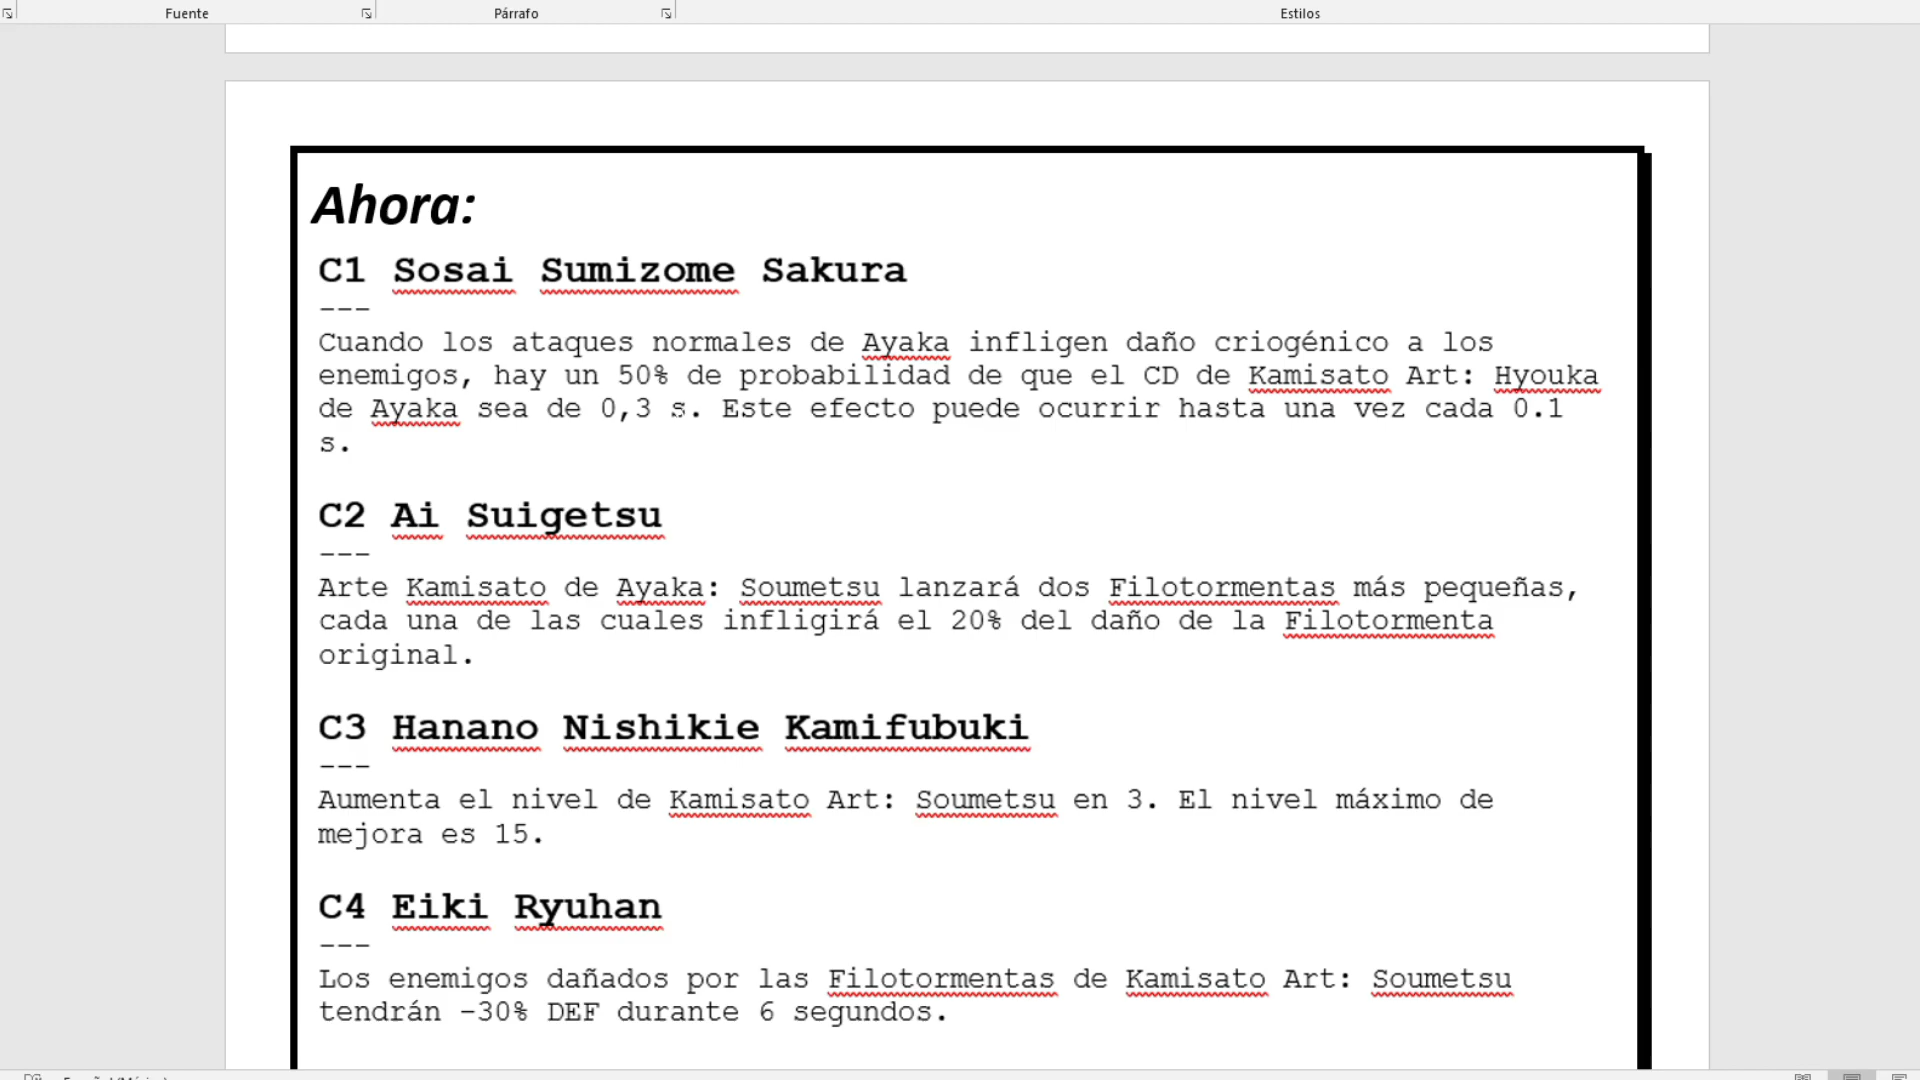 Fuente Párrafo Estilos
Ahora:
C1 Sosai Sumizome Sakura
---
Cuando los ataques normales de Ayaka infligen daño criogénico a los
enemigos, hay un 50% de probabilidad de que el CD de Kamisato Art: Hyouka
de Ayaka sea de 0,3 s. Este efecto puede ocurrir hasta una vez cada 0.1
s.
C2 Ai Suigetsu
---
Arte Kamisato de Ayaka: Soumetsu lanzará dos Filotormentas más pequeñas,
cada una de las cuales infligirá el 20% del daño de la Filotormenta
original.
C3 Hanano Nishikie Kamifubuki
---
Aumenta el nivel de Kamisato Art: Soumetsu en 3. El nivel máximo de
mejora es 15.
C4 Eiki Ryuhan
---
Los enemigos dañados por las Filotormentas de Kamisato Art: Soumetsu
tendrán -30% DEF durante 6 segundos.